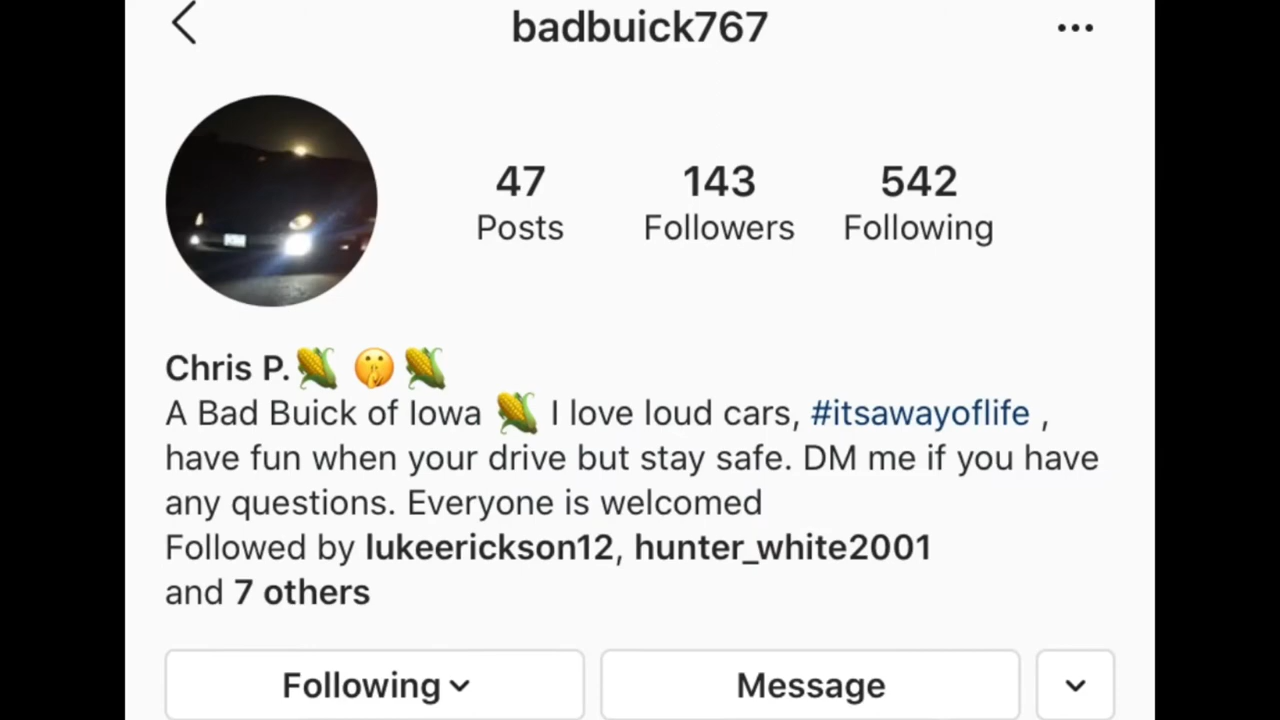 badbuick767
47 143 542
Posts Followers Following
Chris P.🌽 🤫🌽
A Bad Buick of Iowa 🌽 I love loud cars, #itsawayoflife ,
have fun when your drive but stay safe. DM me if you have
any questions. Everyone is welcomed
Followed by lukeerickson12, hunter_white2001
and 7 others
Following Message